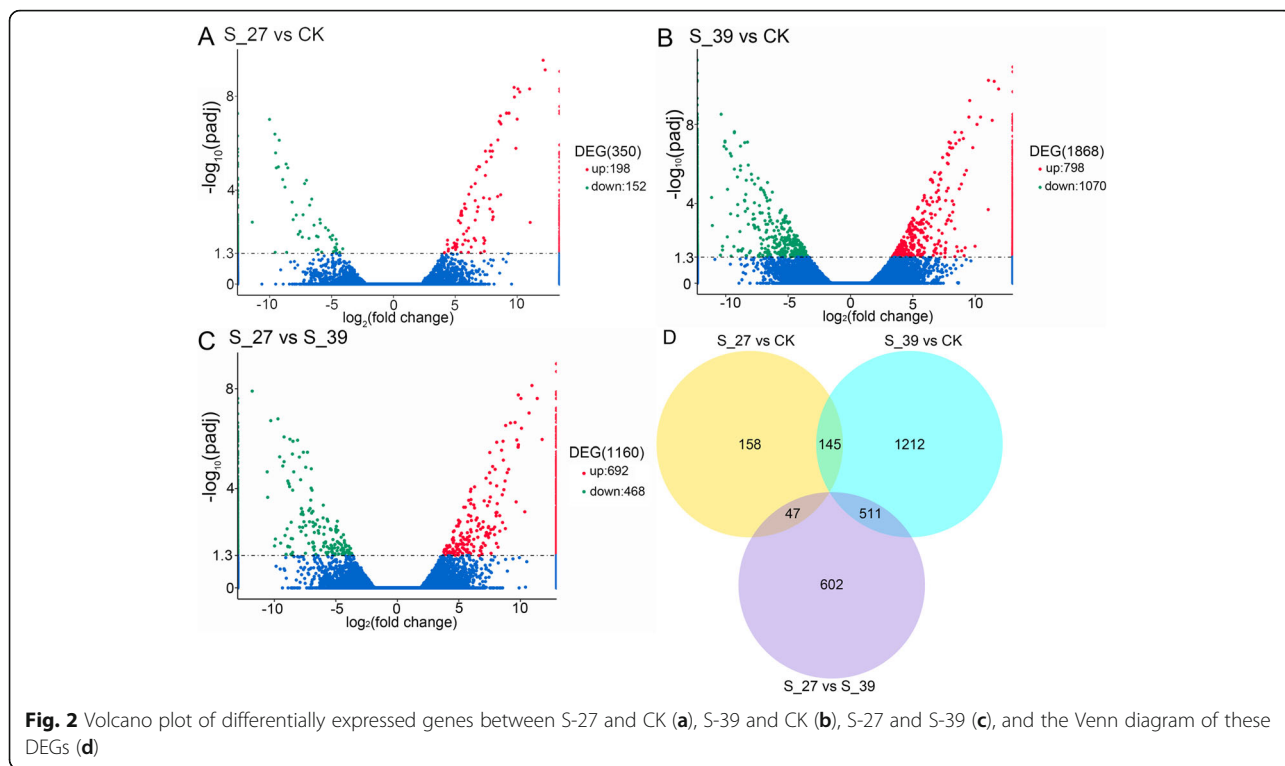 A S_27 vs CK
-log₁₀(padj)
8
4
1.3
0
-10 -5 0 5 10
log₂(fold change)
DEG(350)
up:198
down:152
B S_39 vs CK
-log₁₀(padj)
8
4
1.3
0
-10 -5 0 5 10
log₂(fold change)
DEG(1868)
up:798
down:1070
C S_27 vs S_39
-log₁₀(padj)
8
4
1.3
0
-10 -5 0 5 10
log₂(fold change)
DEG(1160)
up:692
down:468
D
S_27 vs CK S_39 vs CK
158 145 1212
47 511
602
S_27 vs S_39
Fig. 2 Volcano plot of differentially expressed genes between S-27 and CK (a), S-39 and CK (b), S-27 and S-39 (c), and the Venn diagram of these
DEGs (d)